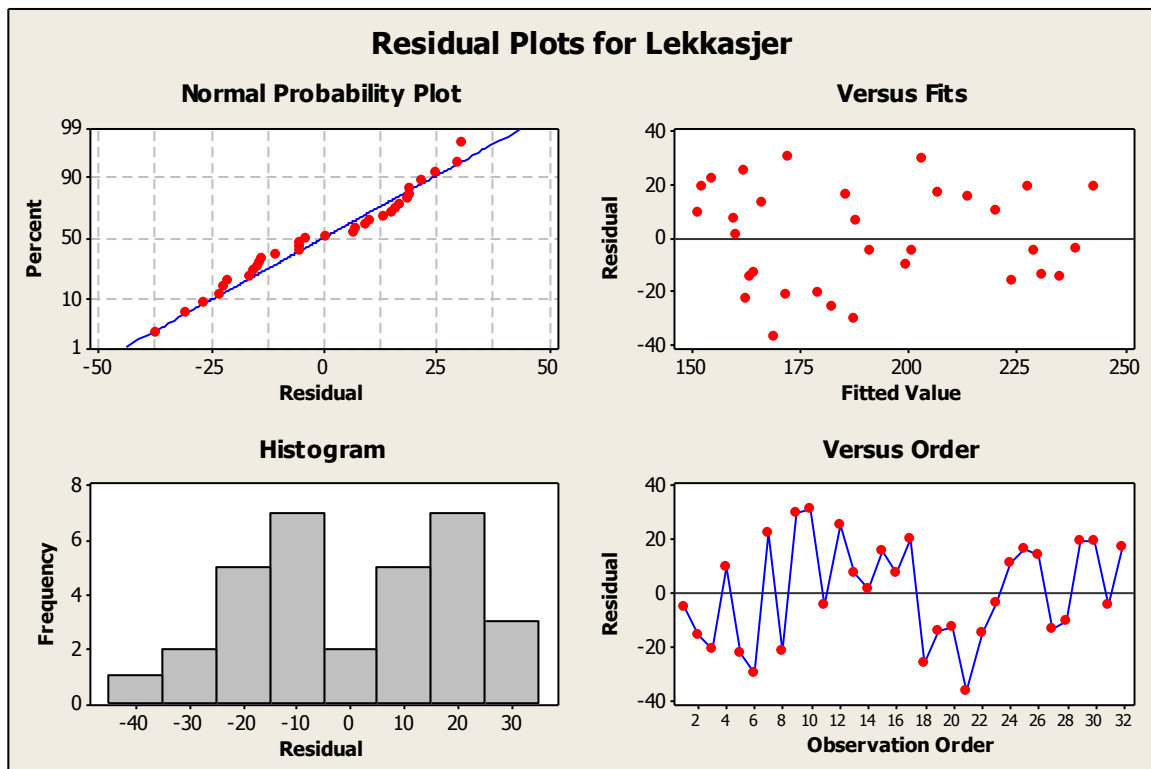 Residual Plots for Lekkasjer
Normal Probability Plot
99
90
50
10
1
Percent
-50 -25 0 25 50
Residual
Versus Fits
40
20
0
-20
-40
Residual
150 175 200 225 250
Fitted Value
Histogram
8
6
4
2
0
Frequency
-40 -30 -20 -10 0 10 20 30
Residual
Versus Order
40
20
0
-20
-40
Residual
2 4 6 8 10 12 14 16 18 20 22 24 26 28 30 32
Observation Order